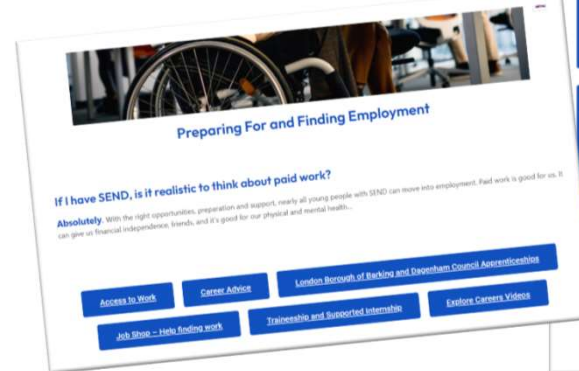 Preparing For and Finding Employment
If I have SEND, is it realistic to think about paid work?
Absolutely. With the right opportunities, preparation and support, nearly all young people with SEND can move into employment. Paid work is good for us. It
can give us financial independence, friends, and it's good for our physical and mental health...
Access to Work
Career Advice
London Borough of Barking and Dagenham Council Apprenticeships
Job Shop – Help finding work
Traineeship and Supported Internship
Explore Careers Videos